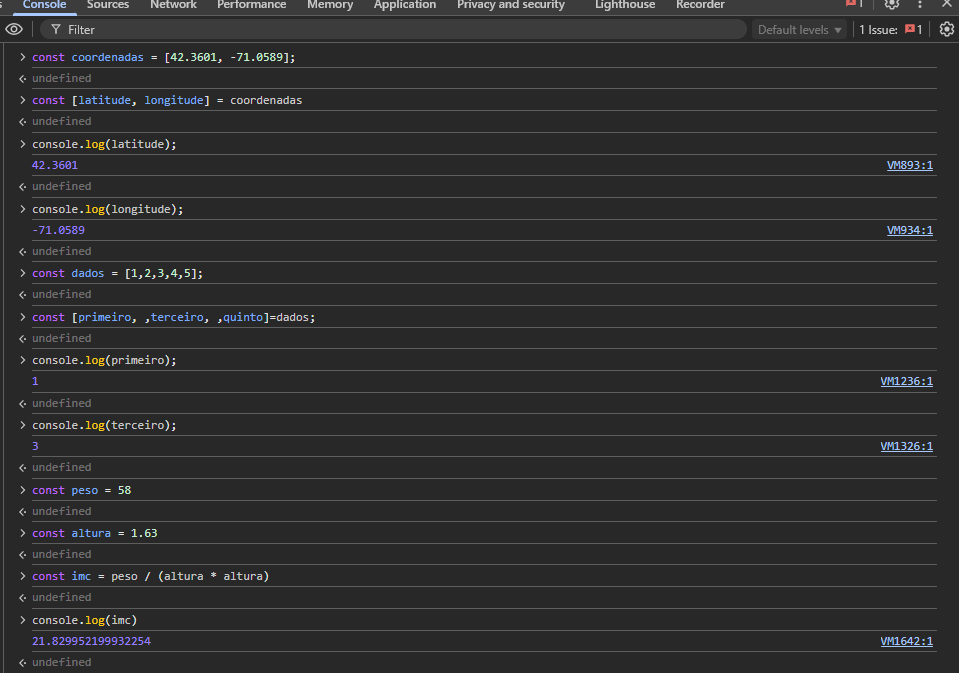 Console Sources Network Performance Memory Application Privacy and security Lighthouse Recorder 1
Filter Default levels 1 Issue: 1
const coordenadas = [42.3601, -71.0589];
undefined
const [latitude, longitude] = coordenadas
undefined
console.log(latitude);
42.3601 VM893:1
undefined
console.log(longitude);
-71.0589 VM934:1
undefined
const dados = [1,2,3,4,5];
undefined
const [primeiro, ,terceiro, ,quinto]=dados;
undefined
console.log(primeiro);
1 VM1236:1
undefined
console.log(terceiro);
3 VM1326:1
undefined
const peso = 58
undefined
const altura = 1.63
undefined
const imc = peso / (altura * altura)
undefined
console.log(imc)
21.829952199932254 VM1642:1
undefined